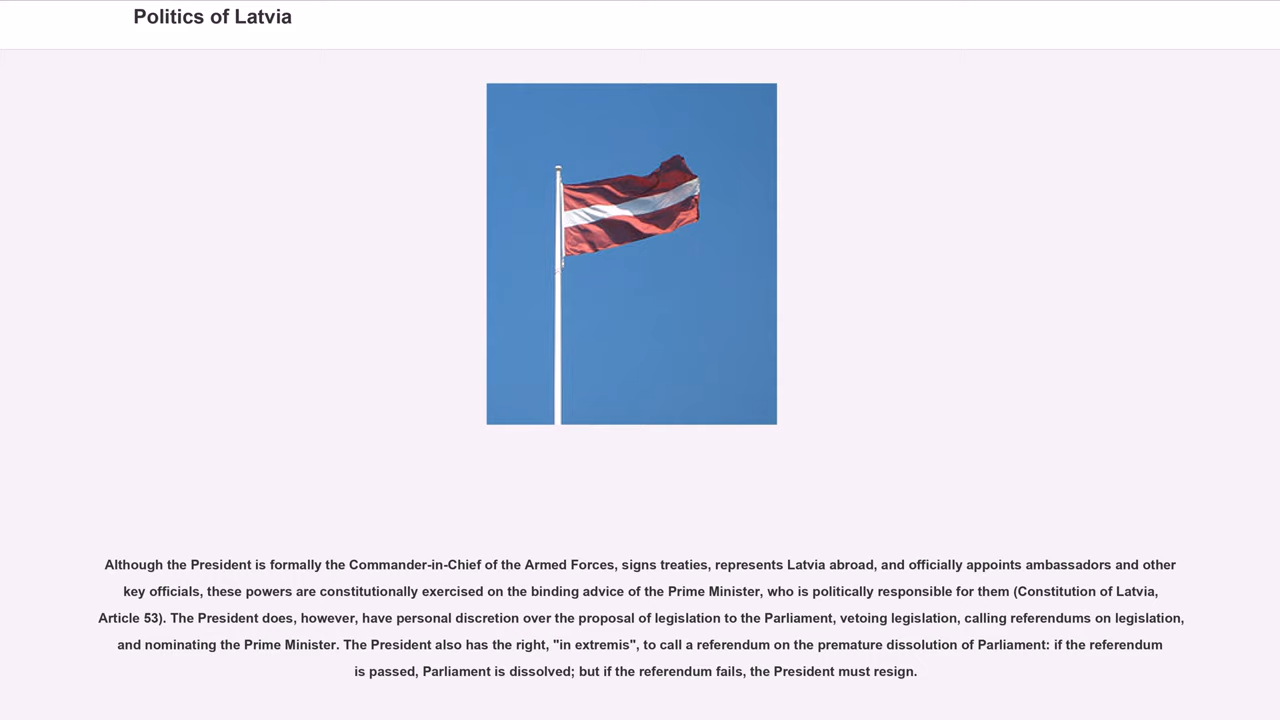 Politics of Latvia
Although the President is formally the Commander-in-Chief of the Armed Forces, signs treaties, represents Latvia abroad, and officially appoints ambassadors and other
key officials, these powers are constitutionally exercised on the binding advice of the Prime Minister, who is politically responsible for them (Constitution of Latvia,
Article 53). The President does, however, have personal discretion over the proposal of legislation to the Parliament, vetoing legislation, calling referendums on legislation,
and nominating the Prime Minister. The President also has the right, "in extremis", to call a referendum on the premature dissolution of Parliament: if the referendum
is passed, Parliament is dissolved; but if the referendum fails, the President must resign.